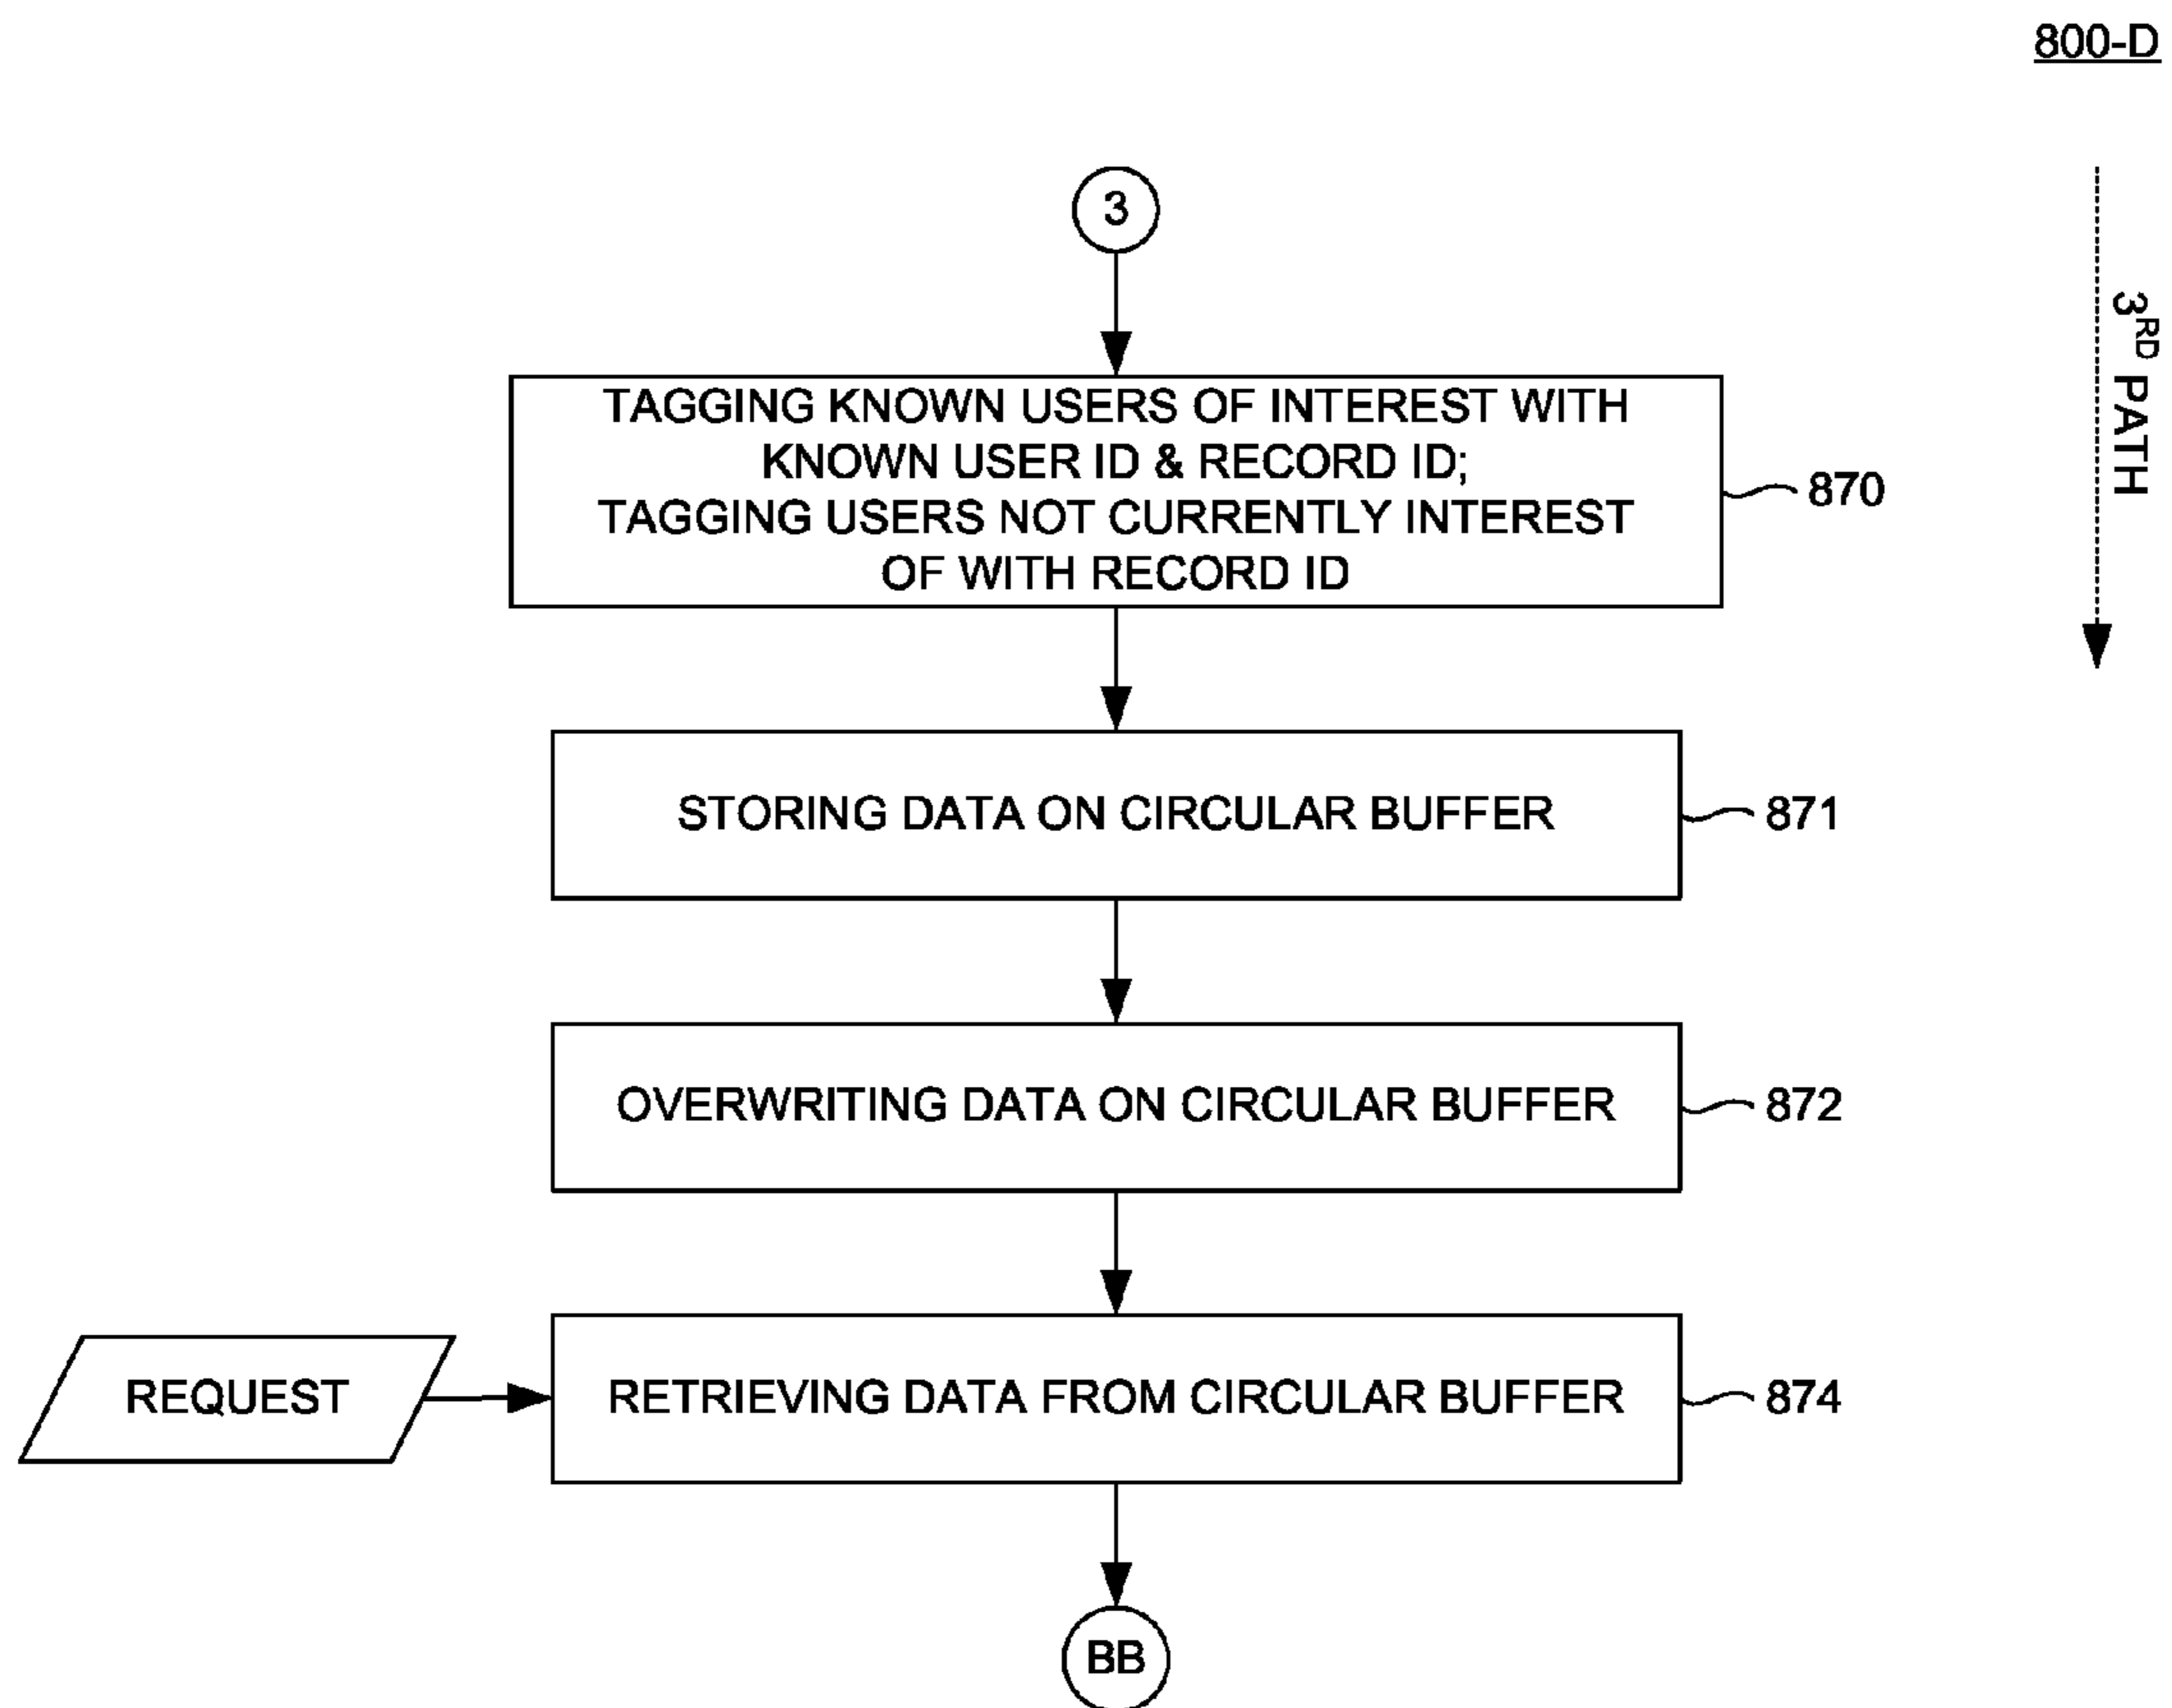 800-D
3
3RD PATH
TAGGING KNOWN USERS OF INTEREST WITH
KNOWN USER ID & RECORD ID;
TAGGING USERS NOT CURRENTLY INTEREST
OF WITH RECORD ID
870
STORING DATA ON CIRCULAR BUFFER
871
OVERWRITING DATA ON CIRCULAR BUFFER
872
REQUEST
RETRIEVING DATA FROM CIRCULAR BUFFER
874
BB